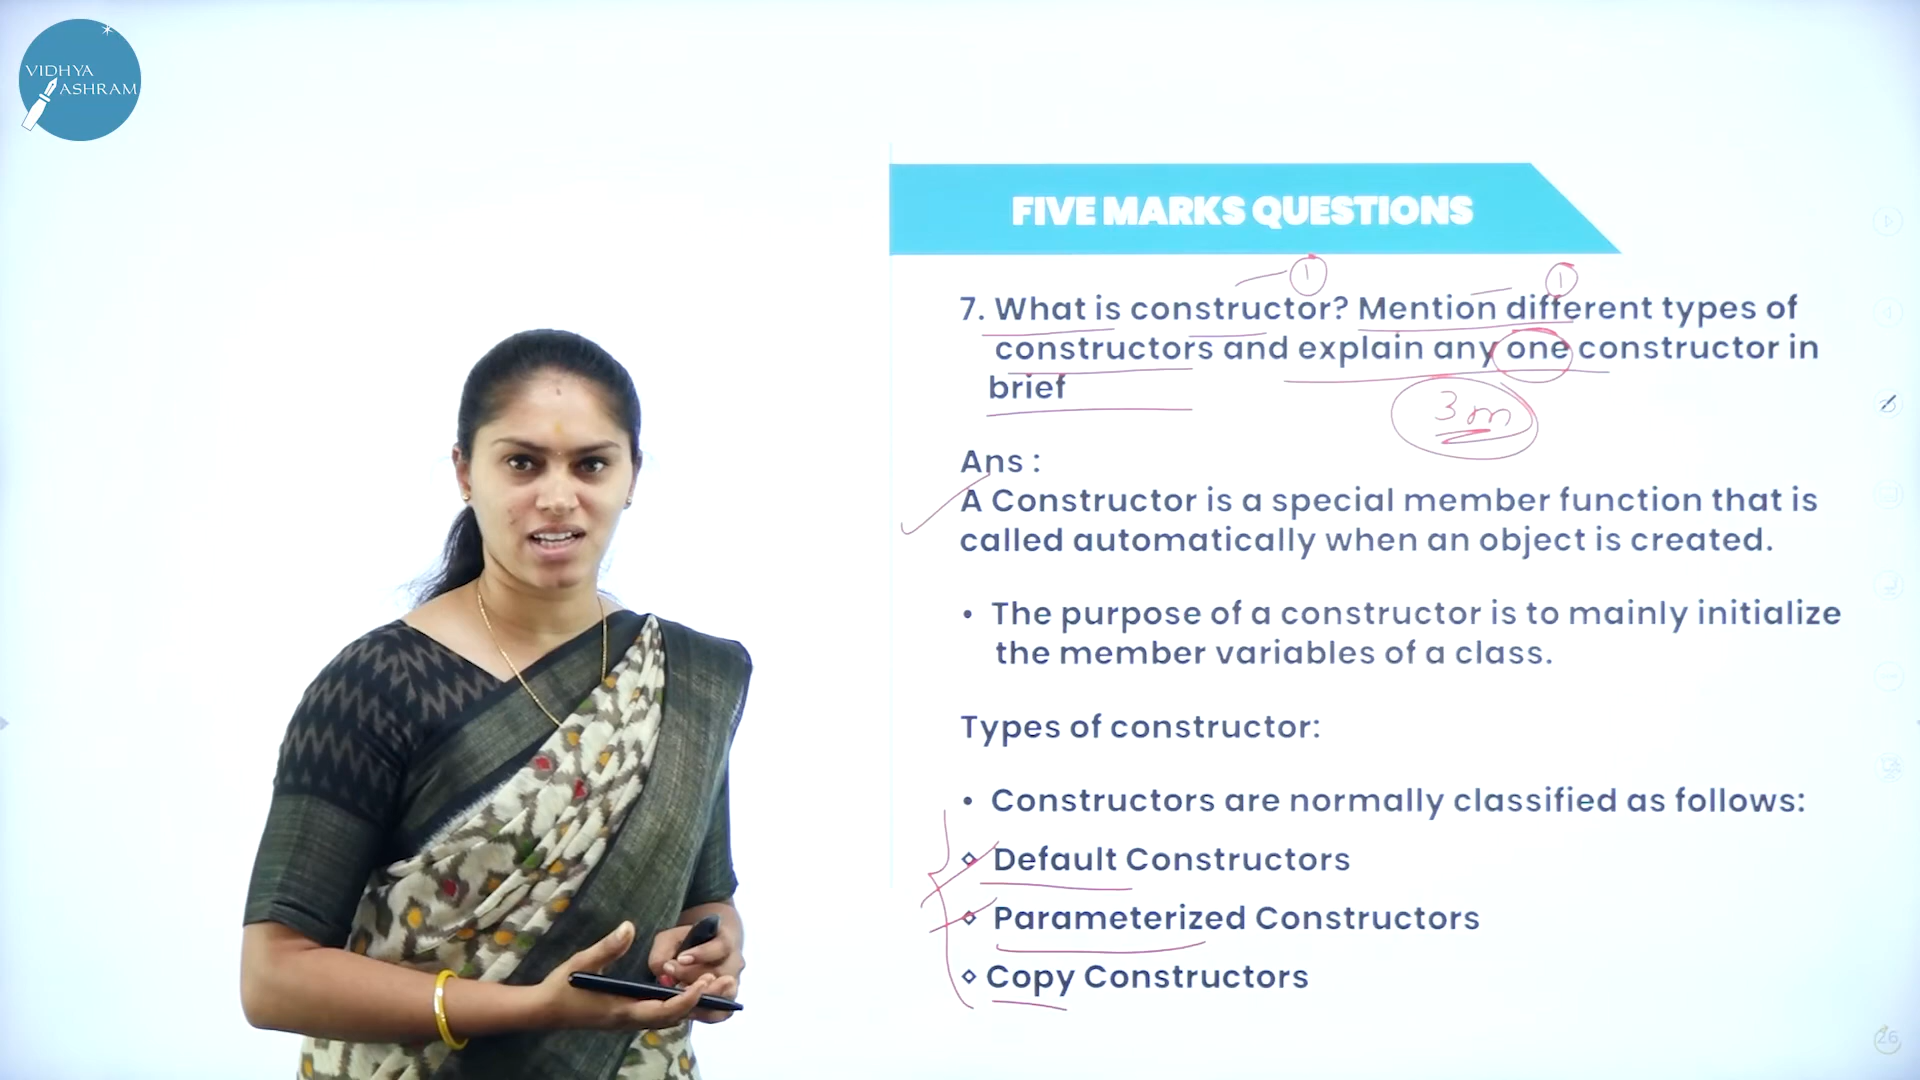 VIDHYA
ASHRAM
FIVE MARKS QUESTIONS
1
1
7. What is constructor? Mention different types of
constructors and explain any one constructor in
brief
3m
Ans :
A Constructor is a special member function that is
called automatically when an object is created.
• The purpose of a constructor is to mainly initialize
the member variables of a class.
Types of constructor:
• Constructors are normally classified as follows:
⋄ Default Constructors
⋄ Parameterized Constructors
⋄ Copy Constructors
26